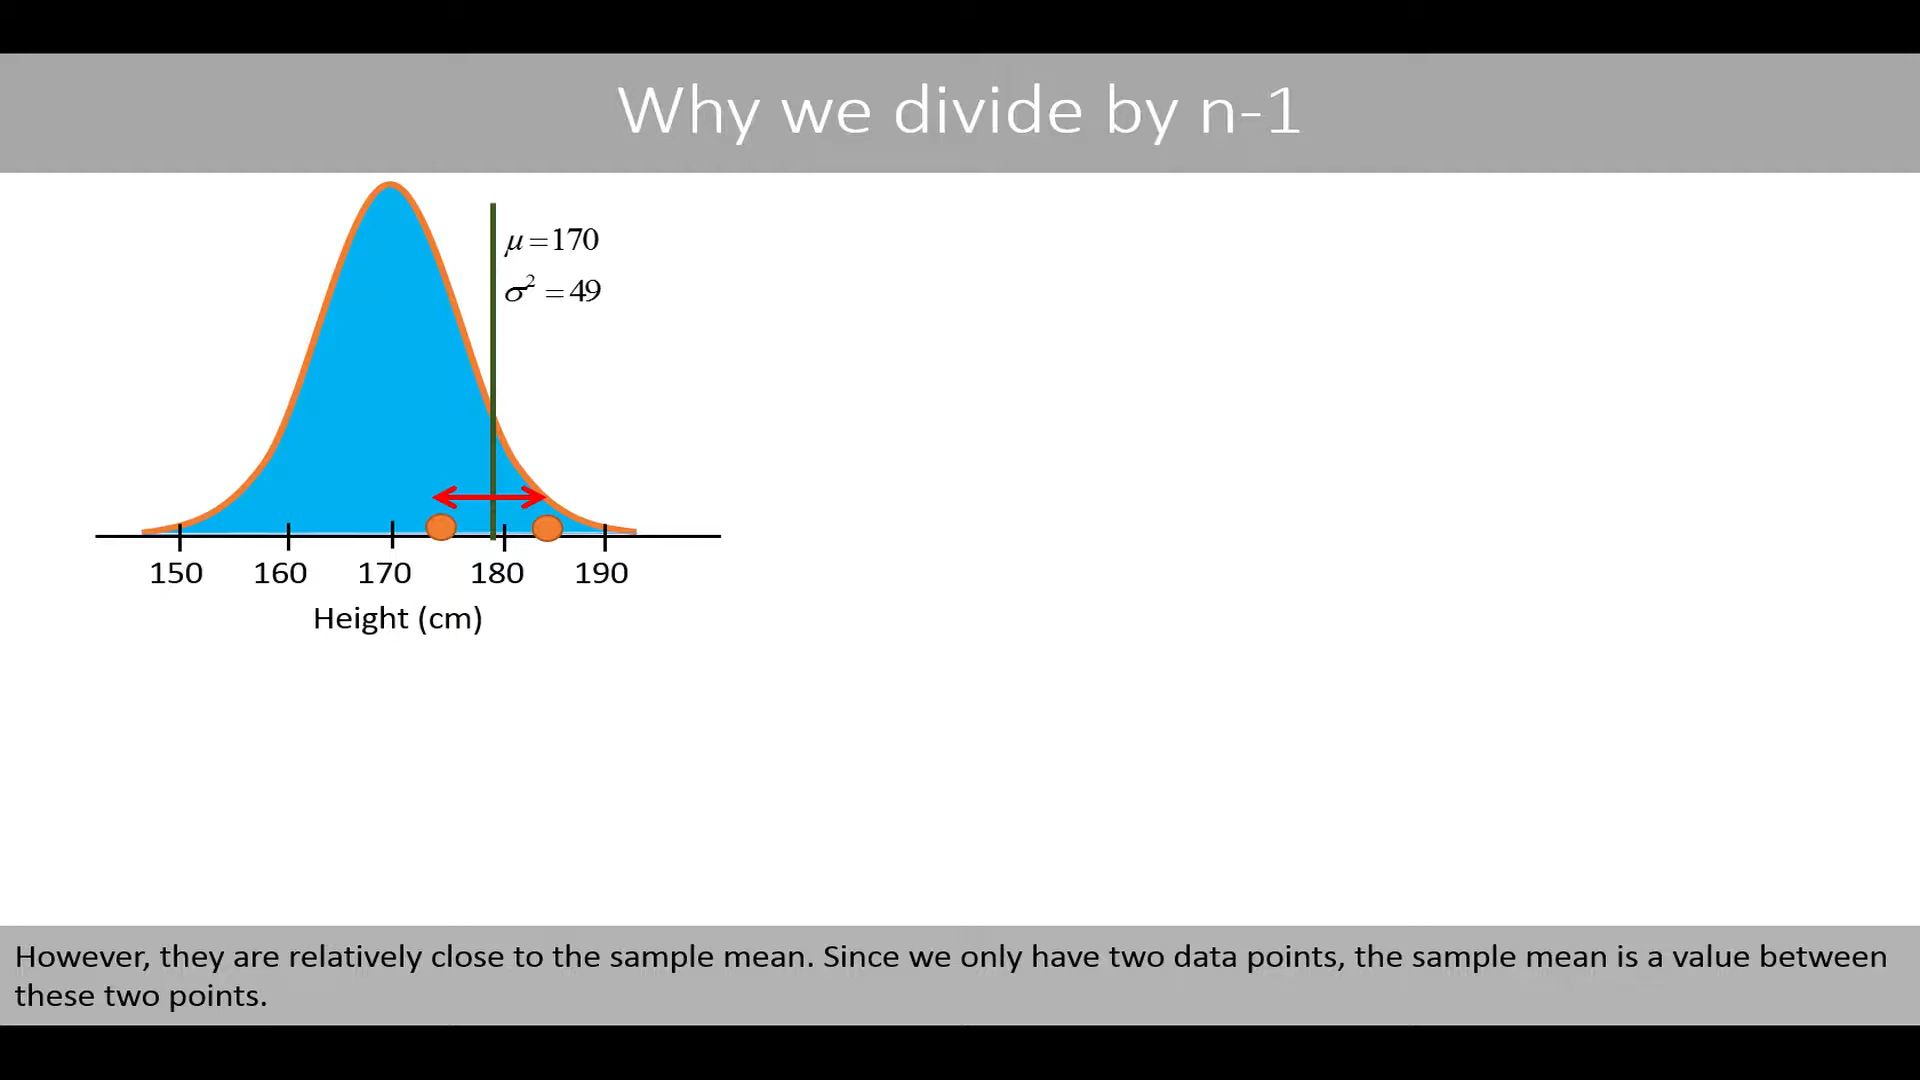 Why we divide by n-1
μ=170
σ² = 49
150 160 170 180 190
Height (cm)
However, they are relatively close to the sample mean. Since we only have two data points, the sample mean is a value between
these two points.